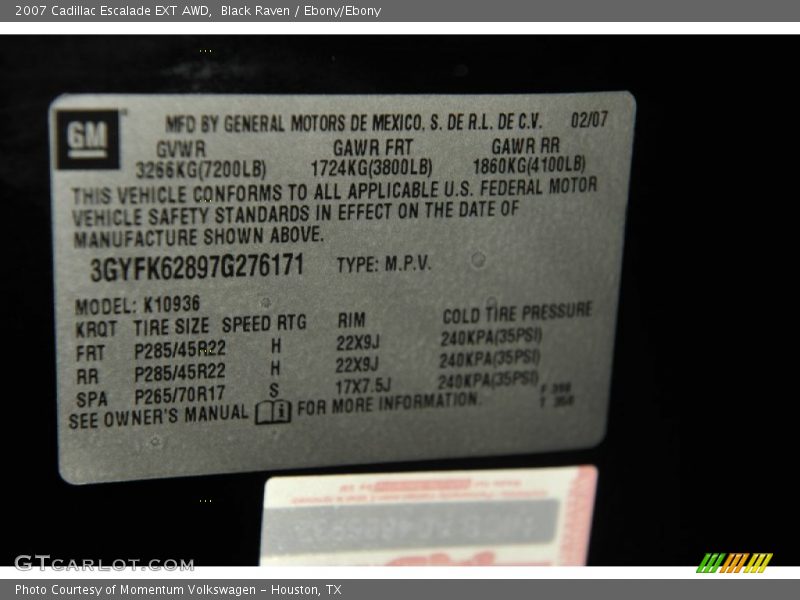 2007 Cadillac Escalade EXT AWD, Black Raven / Ebony/Ebony
GM
MFD BY GENERAL MOTORS DE MEXICO, S. DE R.L. DE C.V. 02/07
GVWR GAWR FRT GAWR RR
3266KG(7200LB) 1724KG(3800LB) 1860KG(4100LB)
THIS VEHICLE CONFORMS TO ALL APPLICABLE U.S. FEDERAL MOTOR
VEHICLE SAFETY STANDARDS IN EFFECT ON THE DATE OF
MANUFACTURE SHOWN ABOVE.
3GYFK62897G276171 TYPE: M.P.V.
MODEL: K10936
KRQT TIRE SIZE SPEED RTG RIM COLD TIRE PRESSURE
FRT P285/45R22 H 22X9J 240KPA(35PSI)
RR P285/45R22 H 22X9J 240KPA(35PSI)
SPA P265/70R17 S 17X7.5J 240KPA(35PSI)
SEE OWNER'S MANUAL FOR MORE INFORMATION.
GTcarlot.com
Photo Courtesy of Momentum Volkswagen - Houston, TX